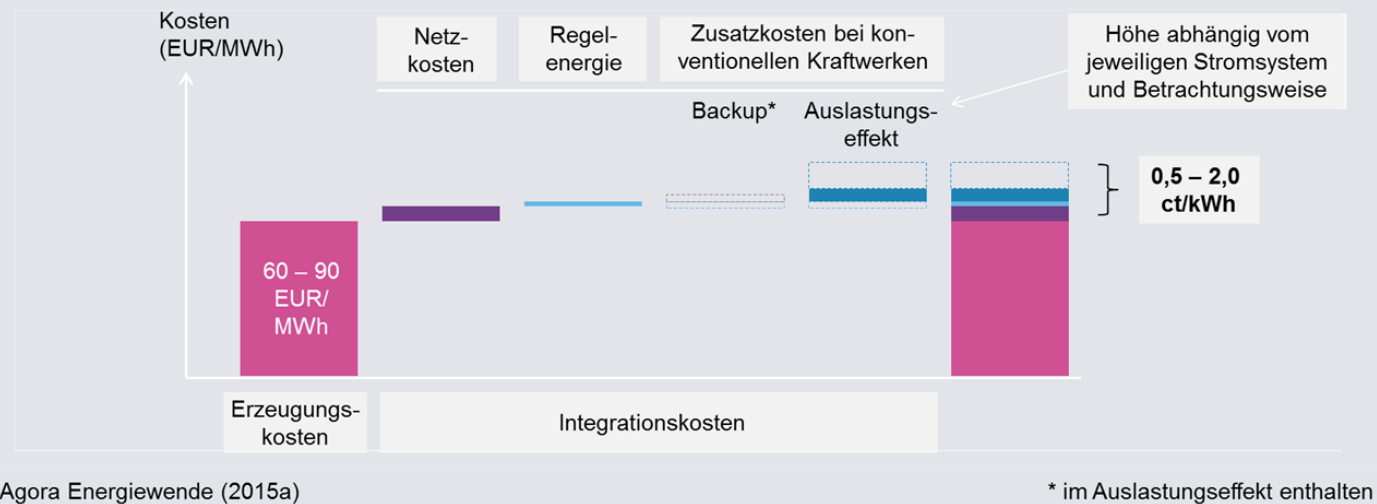 Kosten
(EUR/MWh)
Netz-
kosten
Regel-
energie
Zusatzkosten bei kon-
ventionellen Kraftwerken
Höhe abhängig vom
jeweiligen Stromsystem
und Betrachtungsweise
Backup*
Auslastungs-
effekt
0,5 – 2,0
ct/kWh
60 – 90
EUR/
MWh
Erzeugungs-
kosten
Integrationskosten
Agora Energiewende (2015a)
* im Auslastungseffekt enthalten